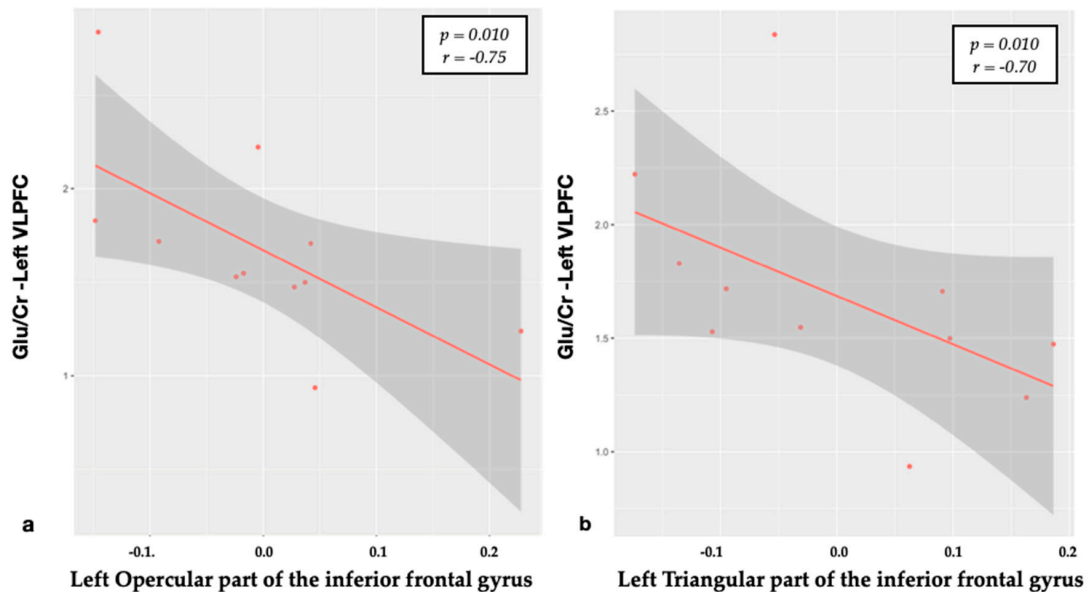 p = 0.010
r = -0.75
Glu/Cr -Left VLPFC
2
1
a
-0.1.
0.0
0.1
0.2
Left Opercular part of the inferior frontal gyrus
p = 0.010
r = -0.70
Glu/Cr -Left VLPFC
2.5
2.0
1.5
1.0
b
-0.1
0.0
0.1
0.2
Left Triangular part of the inferior frontal gyrus